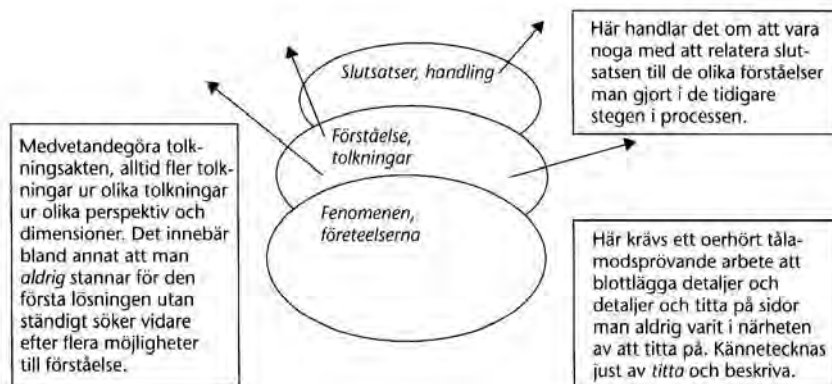 Slutsatser, handling
Här handlar det om att vara
noga med att relatera slut-
satsen till de olika förståelser
man gjort i de tidigare
stegen i processen.
Förståelse,
tolkningar
Medvetandegöra tolk-
ningsakten, alltid fler tolk-
ningar ur olika tolkningar
ur olika perspektiv och
dimensioner. Det innebär
bland annat att man
aldrig stannar för den
första lösningen utan
ständigt söker vidare
efter flera möjligheter
till förståelse.
Fenomenen,
företeelserna
Här krävs ett oerhört tåla-
modsprövande arbete att
blottlägga detaljer och
detaljer och titta på sidor
man aldrig varit i närheten
av att titta på. Kännetecknas
just av titta och beskriva.